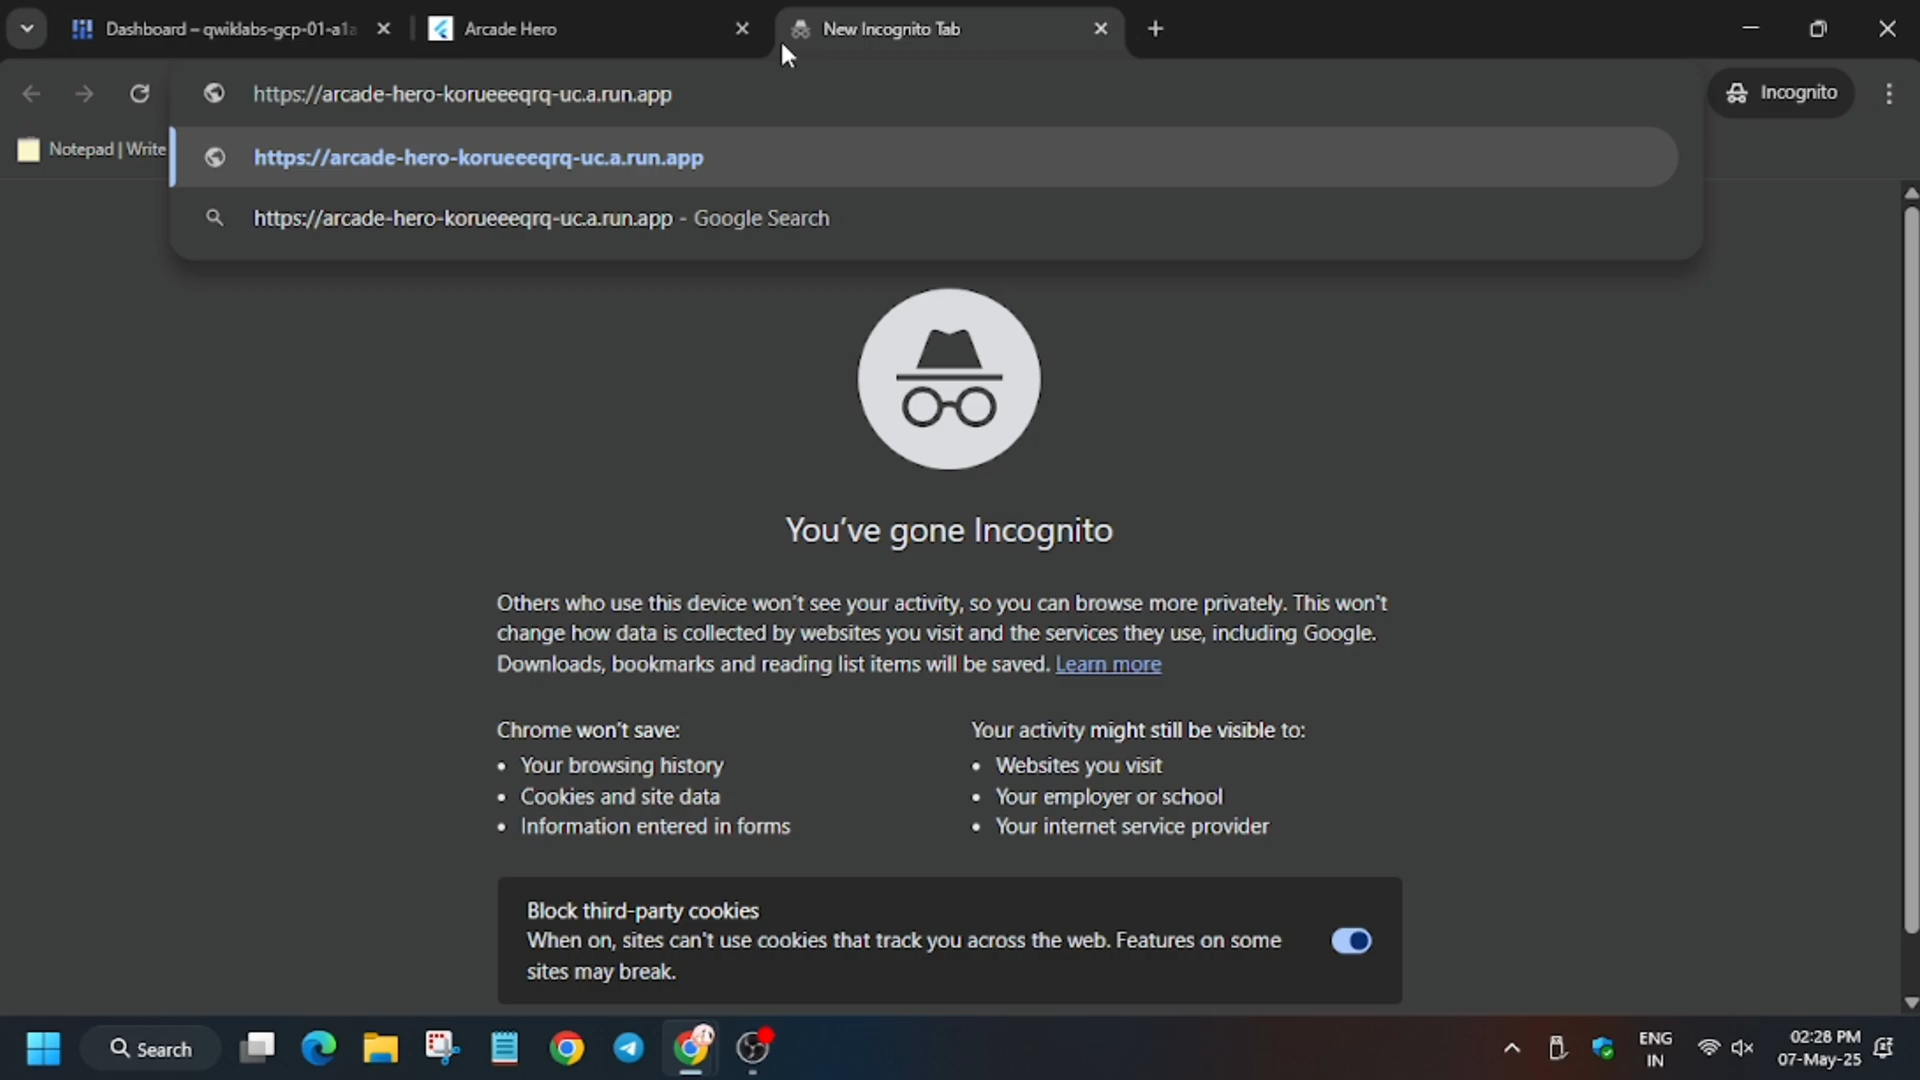 Dashboard – qwiklabs-gcp-01-a1a
Arcade Hero
New Incognito Tab
https://arcade-hero-korueeeqrq-uc.a.run.app
Incognito
Notepad | Write
https://arcade-hero-korueeeqrq-uc.a.run.app
https://arcade-hero-korueeeqrq-uc.a.run.app - Google Search
You've gone Incognito
Others who use this device won't see your activity, so you can browse more privately. This won't
change how data is collected by websites you visit and the services they use, including Google.
Downloads, bookmarks and reading list items will be saved. Learn more
Chrome won't save:
• Your browsing history
• Cookies and site data
• Information entered in forms
Your activity might still be visible to:
• Websites you visit
• Your employer or school
• Your internet service provider
Block third-party cookies
When on, sites can't use cookies that track you across the web. Features on some
sites may break.
Search
ENG
IN
02:28 PM
07-May-25